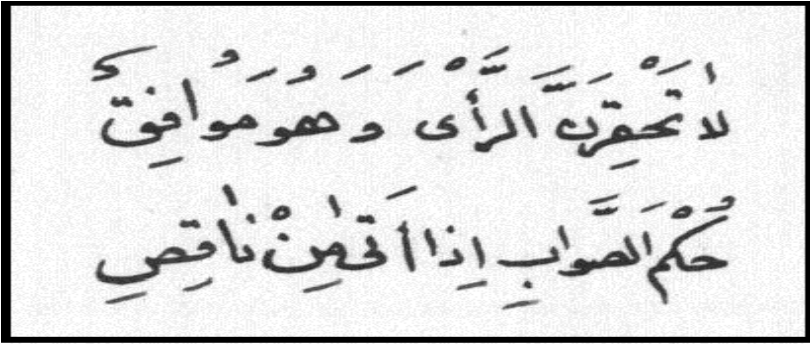 لَا تَحْقِرَنَّ الرَّأْىَ وَهُوَ مُوَافِقٌ
حُكْمَ الصَّوَابِ إِذَا أَتَى مِنْ نَاقِصِ